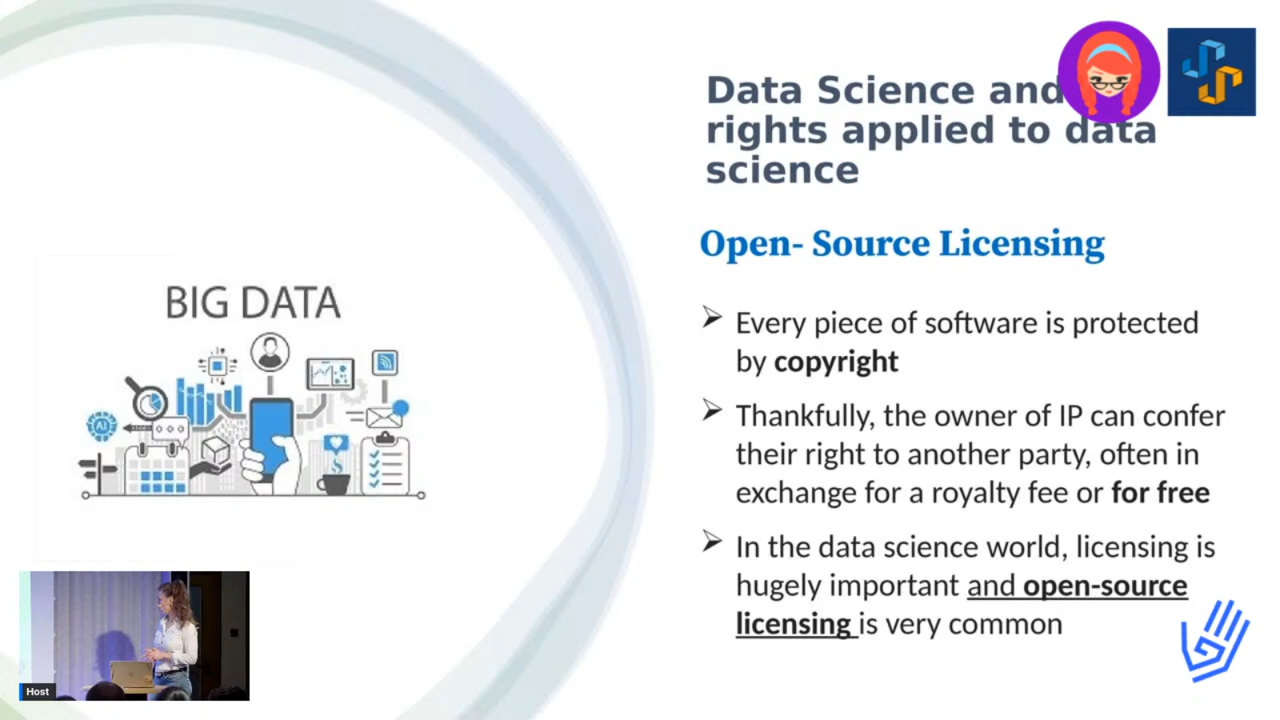 Data Science and
rights applied to data
science
Open- Source Licensing
Every piece of software is protected
by copyright
Thankfully, the owner of IP can confer
their right to another party, often in
exchange for a royalty fee or for free
In the data science world, licensing is
hugely important and open-source
licensing is very common
BIG DATA
AI
Host